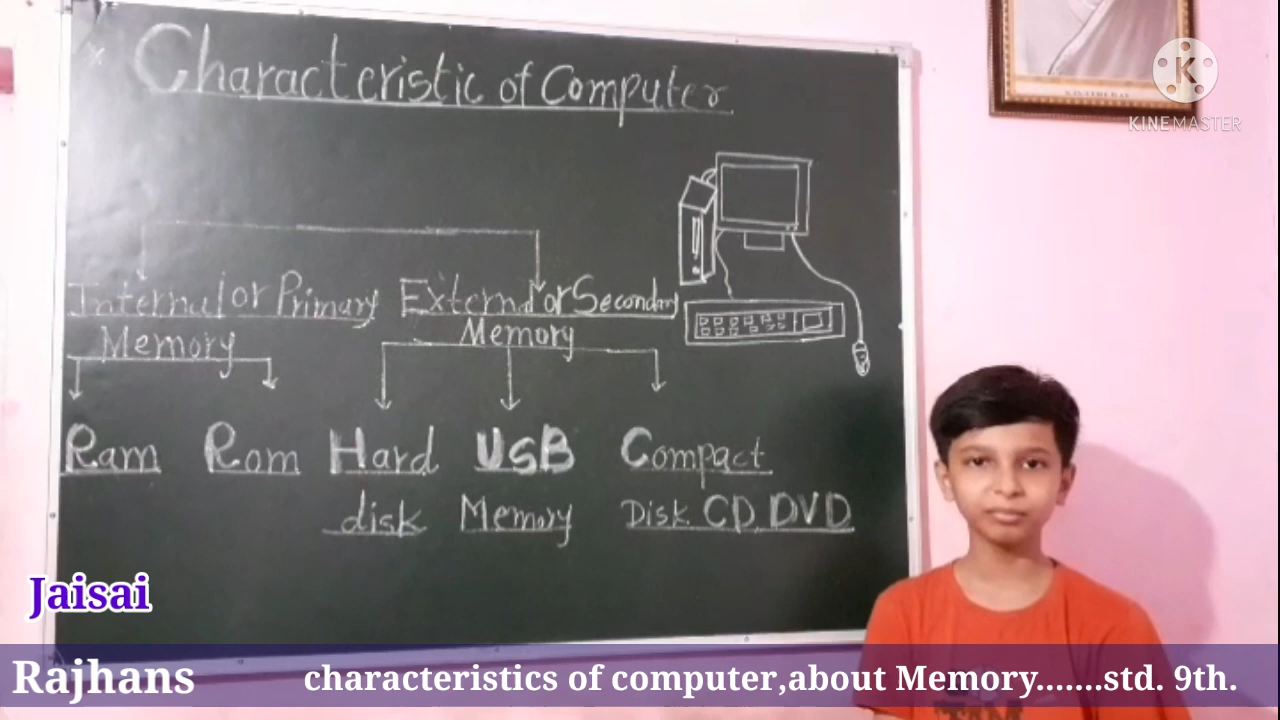 Characteristic of Computer
KINEMASTER
Internal or Primary
Memory
External or Secondary
Memory
Ram
Rom
Hard
disk
USB
Memory
Compact
Disk CD DVD
Jaisai
Rajhans
characteristics of computer,about Memory.......std. 9th.